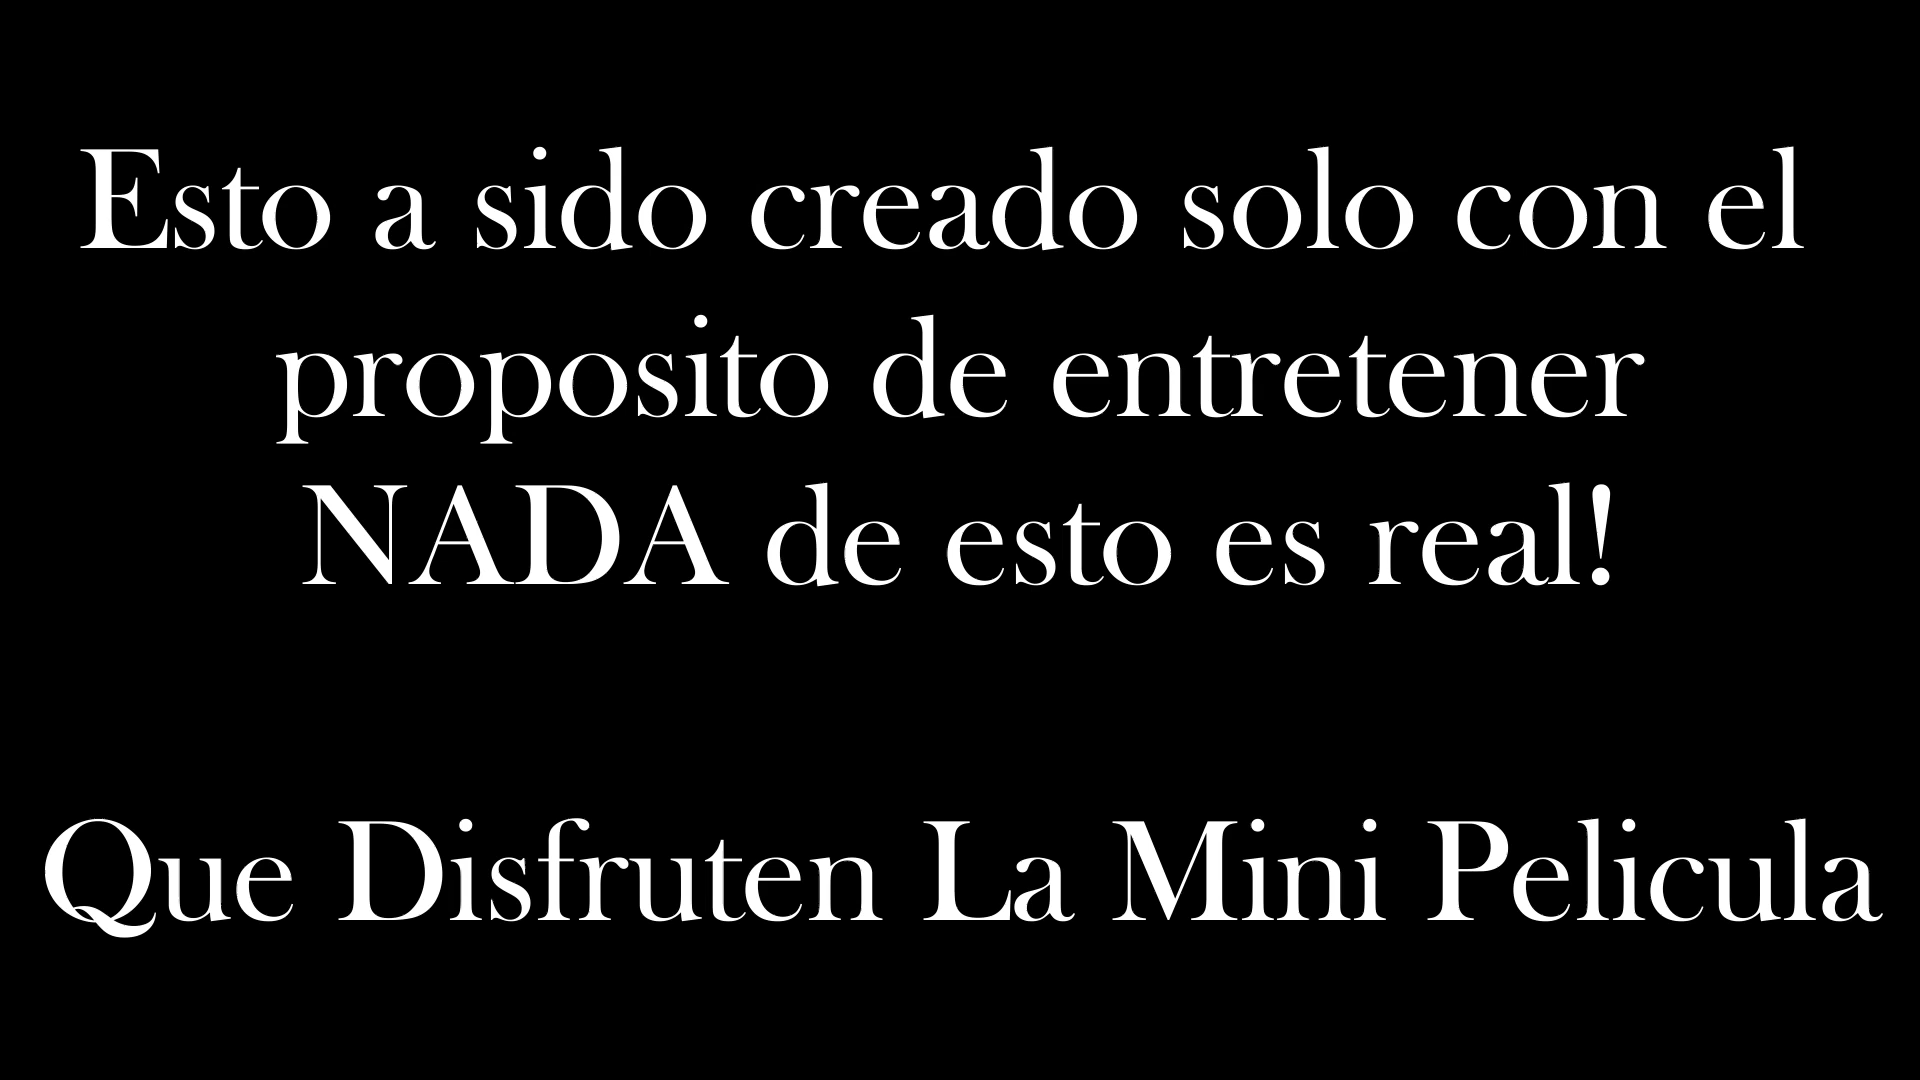 Esto a sido creado solo con el
proposito de entretener
NADA de esto es real!
Que Disfruten La Mini Pelicula